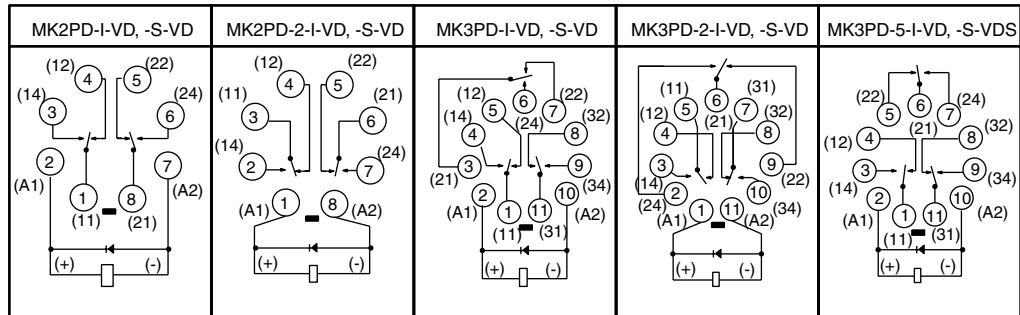 MK2PD-I-VD, -S-VD
MK2PD-2-I-VD, -S-VD
MK3PD-I-VD, -S-VD
MK3PD-2-I-VD, -S-VD
MK3PD-5-I-VD, -S-VDS
(12) 4 5 (22)
(14) 3 6 (24)
2 7
(A1) 1 8 (A2)
(11) (21)
(+) (-)
(12) 4 5 (22)
(11) 3 6 (21)
(14) 2 7 (24)
(A1) 1 8 (A2)
(+) (-)
6 7 (22)
(12) 5 (24) 8 (32)
(14) 4
3 9
(21) 2 10 (34)
(A1) 1 11 (A2)
(11) (31)
(+) (-)
(11) 5 6 7 (31)
(12) 4 (21) 8 (32)
3 9
(14) 2 10 (22)
(24) (34)
(A1) 1 11 (A2)
(+) (-)
(22) 5 6 7 (24)
(12) 4 (21) 8 (32)
3 9
(14) 2 10 (34)
(A1) 1 11 (A2)
(11) (31)
(+) (-)